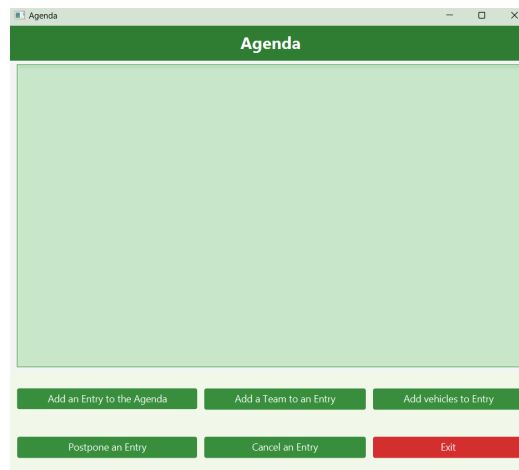 Agenda
Agenda
Add an Entry to the Agenda Add a Team to an Entry Add vehicles to Entry
Postpone an Entry Cancel an Entry Exit